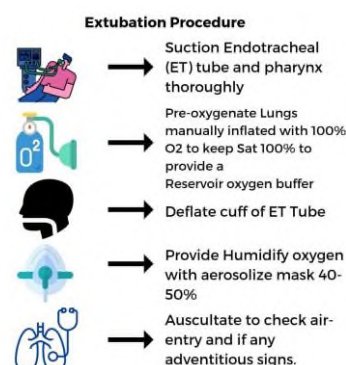 Extubation Procedure
Suction Endotracheal
(ET) tube and pharynx
thoroughly
Pre-oxygenate Lungs
manually inflated with 100%
O2 to keep Sat 100% to
provide a
Reservoir oxygen buffer
O2
Deflate cuff of ET Tube
Provide Humidify oxygen
with aerosolize mask 40-
50%
Auscultate to check air-
entry and if any
adventitious signs.